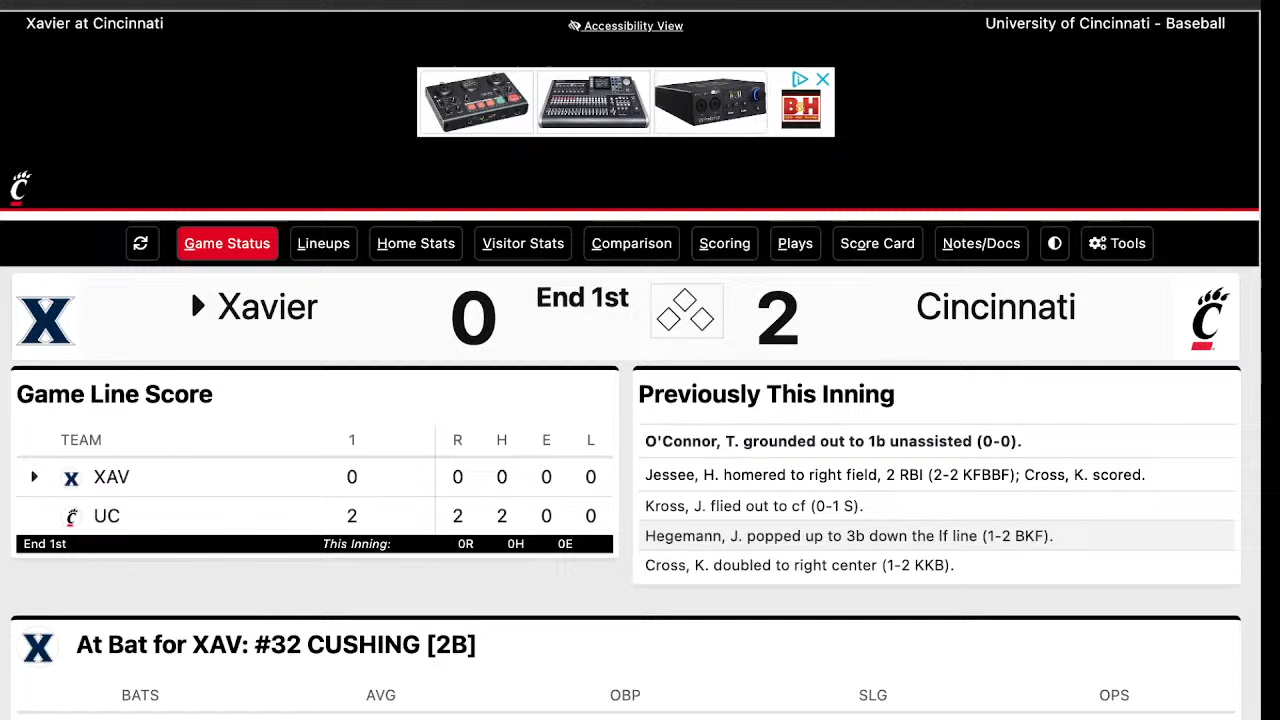 Xavier at Cincinnati
Accessibility View
University of Cincinnati - Baseball
B&H
C
Game Status
Lineups
Home Stats
Visitor Stats
Comparison
Scoring
Plays
Score Card
Notes/Docs
Tools
X
Xavier
0
End 1st
2
Cincinnati
C
Game Line Score
TEAM 1 R H E L
X XAV 0 0 0 0 0
C UC 2 2 2 0 0
End 1st This Inning: 0R 0H 0E
Previously This Inning
O'Connor, T. grounded out to 1b unassisted (0-0).
Jessee, H. homered to right field, 2 RBI (2-2 KFBBF); Cross, K. scored.
Kross, J. flied out to cf (0-1 S).
Hegemann, J. popped up to 3b down the lf line (1-2 BKF).
Cross, K. doubled to right center (1-2 KKB).
X
At Bat for XAV: #32 CUSHING [2B]
BATS AVG OBP SLG OPS